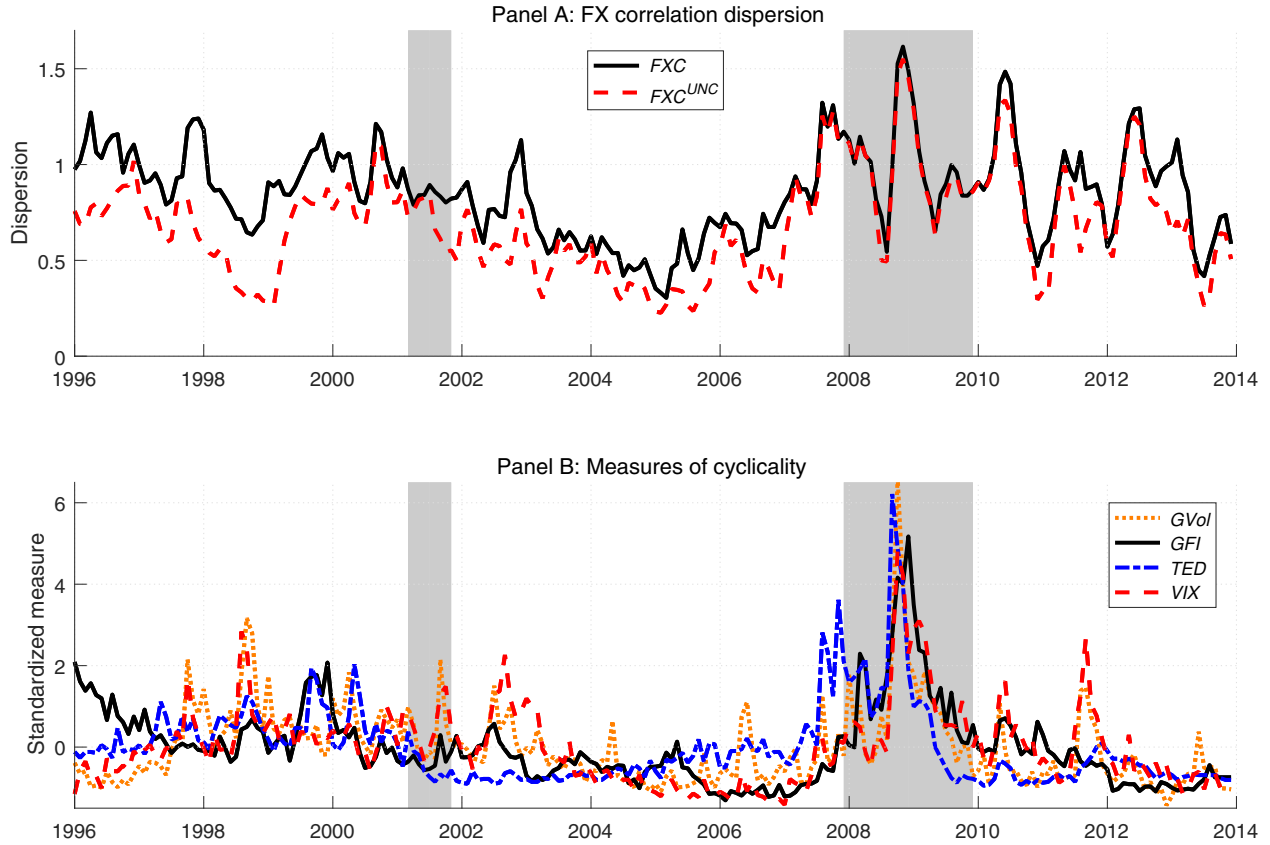 Panel A: FX correlation dispersion
1.5
1
0.5
0
Dispersion
FXC
FXC^UNC
1996 1998 2000 2002 2004 2006 2008 2010 2012 2014
Panel B: Measures of cyclicality
6
4
2
0
Standardized measure
GVol
GFI
TED
VIX
1996 1998 2000 2002 2004 2006 2008 2010 2012 2014